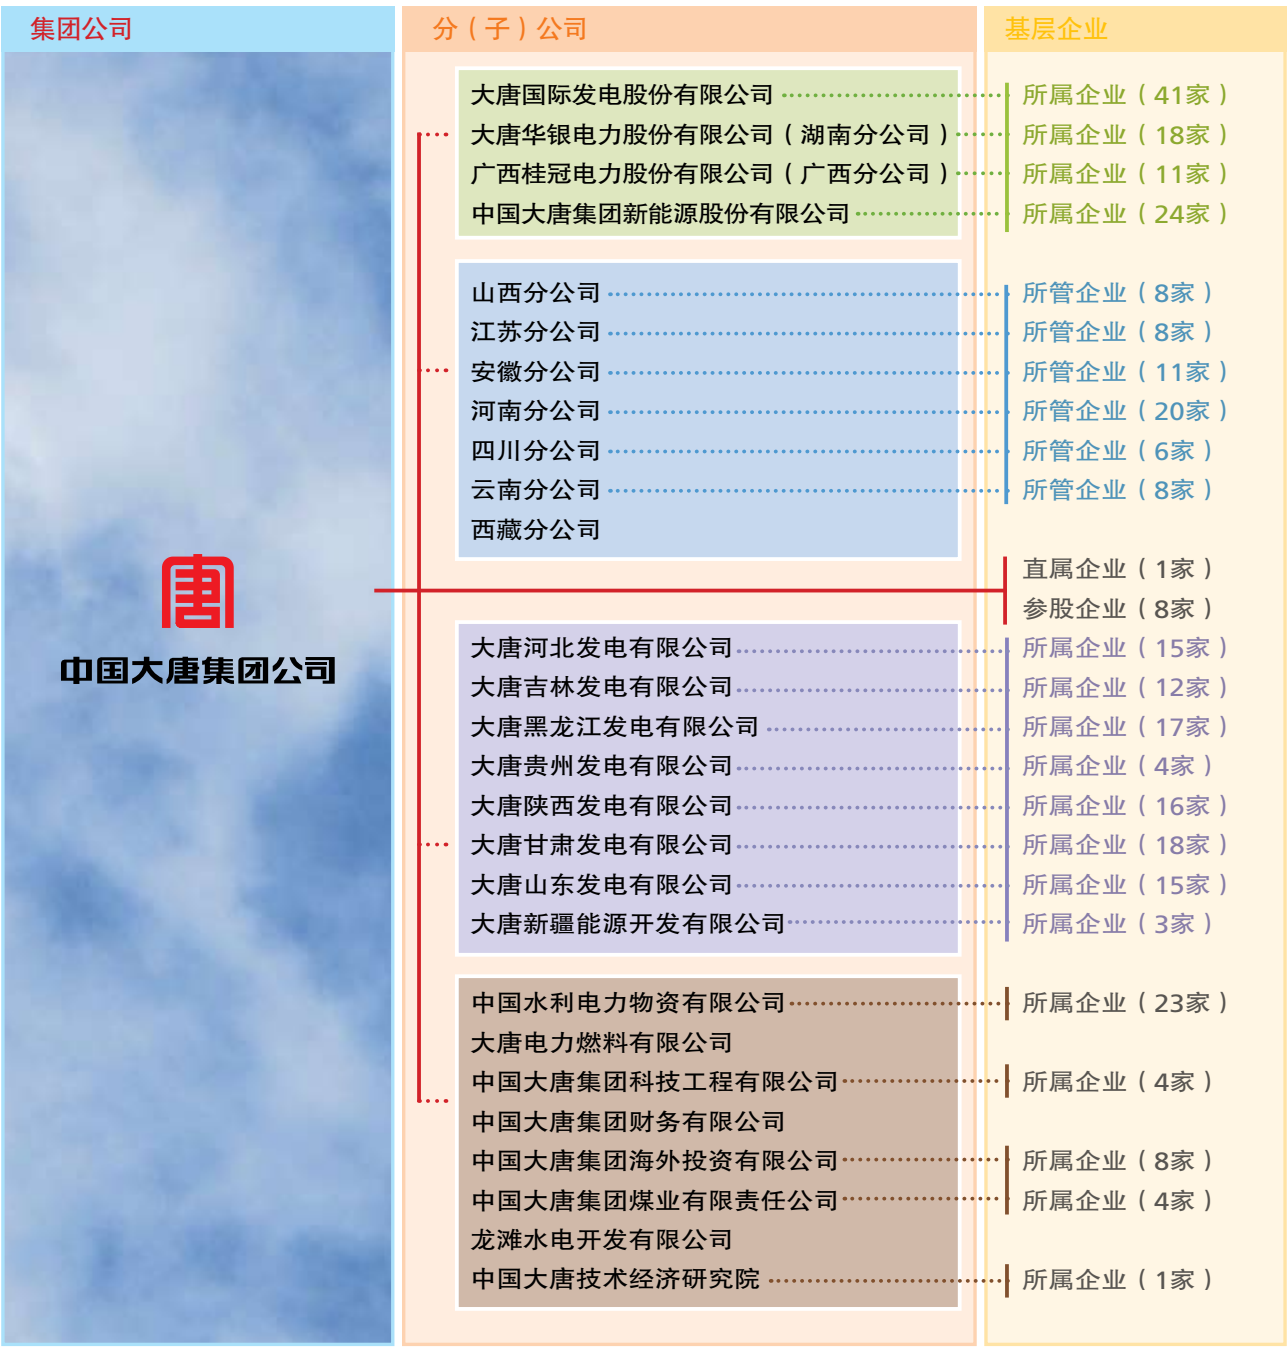 集团公司
分（子）公司
基层企业
大唐国际发电股份有限公司 所属企业（41家）
大唐华银电力股份有限公司（湖南分公司） 所属企业（18家）
广西桂冠电力股份有限公司（广西分公司） 所属企业（11家）
中国大唐集团新能源股份有限公司 所属企业（24家）
山西分公司 所管企业（8家）
江苏分公司 所管企业（8家）
安徽分公司 所管企业（11家）
河南分公司 所管企业（20家）
四川分公司 所管企业（6家）
云南分公司 所管企业（8家）
西藏分公司
直属企业（1家）
参股企业（8家）
唐
中国大唐集团公司
大唐河北发电有限公司 所属企业（15家）
大唐吉林发电有限公司 所属企业（12家）
大唐黑龙江发电有限公司 所属企业（17家）
大唐贵州发电有限公司 所属企业（4家）
大唐陕西发电有限公司 所属企业（16家）
大唐甘肃发电有限公司 所属企业（18家）
大唐山东发电有限公司 所属企业（15家）
大唐新疆能源开发有限公司 所属企业（3家）
中国水利电力物资有限公司 所属企业（23家）
大唐电力燃料有限公司
中国大唐集团科技工程有限公司 所属企业（4家）
中国大唐集团财务有限公司
中国大唐集团海外投资有限公司 所属企业（8家）
中国大唐集团煤业有限责任公司 所属企业（4家）
龙滩水电开发有限公司
中国大唐技术经济研究院 所属企业（1家）